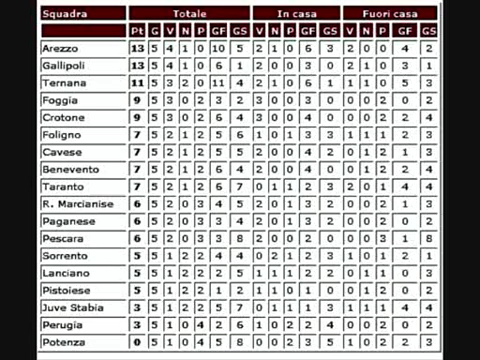 Squadra Totale In casa Fuori casa
Pt G V N P GF GS V N P GF GS V N P GF GS
Arezzo 13 5 4 1 0 10 5 2 1 0 6 3 2 0 0 4 2
Gallipoli 13 5 4 1 0 6 1 2 0 0 3 0 2 1 0 3 1
Ternana 11 5 3 2 0 11 4 2 1 0 6 1 1 1 0 5 3
Foggia 9 5 3 0 2 3 2 3 0 0 3 0 0 0 2 0 2
Crotone 9 5 3 0 2 6 4 3 0 0 4 0 0 0 2 2 4
Foligno 7 5 2 1 2 5 6 1 0 1 3 3 1 1 1 2 3
Cavese 7 5 2 1 2 5 5 2 0 0 4 2 0 1 2 1 3
Benevento 7 5 2 1 2 6 4 2 0 0 4 0 0 1 2 2 4
Taranto 7 5 2 1 2 6 7 0 1 1 2 3 2 0 1 4 4
R. Marcianise 6 5 2 0 3 4 5 2 0 1 3 2 0 0 2 1 3
Paganese 6 5 2 0 3 3 2 0 1 3 2 0 0 2 0 2
Pescara 6 5 2 0 3 3 8 2 0 0 2 0 0 0 3 1 8
Sorrento 5 5 1 2 2 4 4 0 1 1 2 3 1 0 1 2 1
Lanciano 5 5 1 2 2 2 5 1 1 1 2 2 0 1 1 0 3
Pistoiese 5 5 1 2 2 1 2
Juve Stabia 3 5 1 2 2 5 7 0 1 1 1 3 1 1 1 4 4
Perugia 3 5 1 0 4 2 6 1 0 2 2 4 0 0 2 0 2
Potenza 0 5 1 0 4 5 8 0 0 2 3 5 1 0 2 2 3